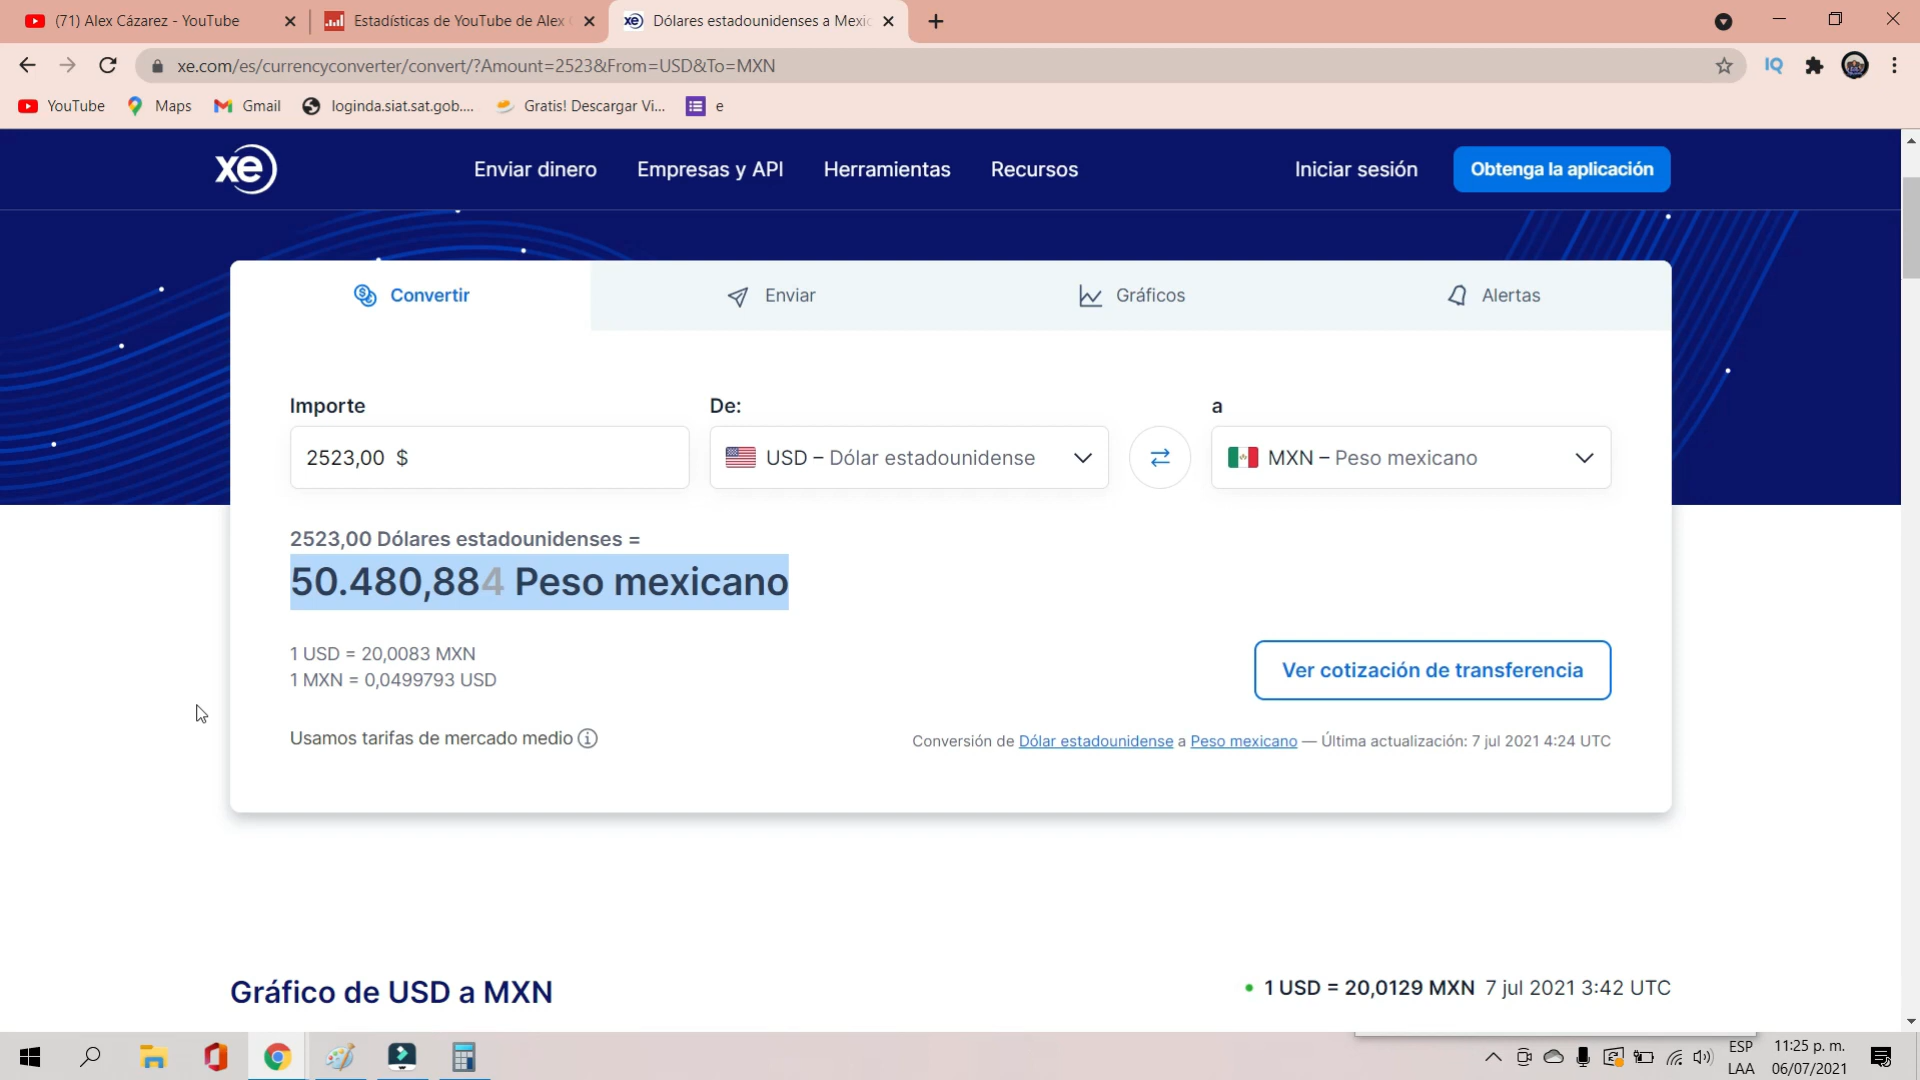 (71) Alex Cázarez - YouTube
Estadísticas de YouTube de Alex
xe Dólares estadounidenses a Mexic
xe.com/es/currencyconverter/convert/?Amount=2523&From=USD&To=MXN
IQ
YouTube
Maps
Gmail
loginda.siat.sat.gob....
Gratis! Descargar Vi...
e
xe
Enviar dinero
Empresas y API
Herramientas
Recursos
Iniciar sesión
Obtenga la aplicación
Convertir
Enviar
Gráficos
Alertas
Importe
De:
a
2523,00 $
USD – Dólar estadounidense
MXN – Peso mexicano
2523,00 Dólares estadounidenses =
50.480,884 Peso mexicano
1 USD = 20,0083 MXN
1 MXN = 0,0499793 USD
Ver cotización de transferencia
Usamos tarifas de mercado medio
Conversión de Dólar estadounidense a Peso mexicano — Última actualización: 7 jul 2021 4:24 UTC
Gráfico de USD a MXN
1 USD = 20,0129 MXN 7 jul 2021 3:42 UTC
ESP
LAA
11:25 p. m.
06/07/2021